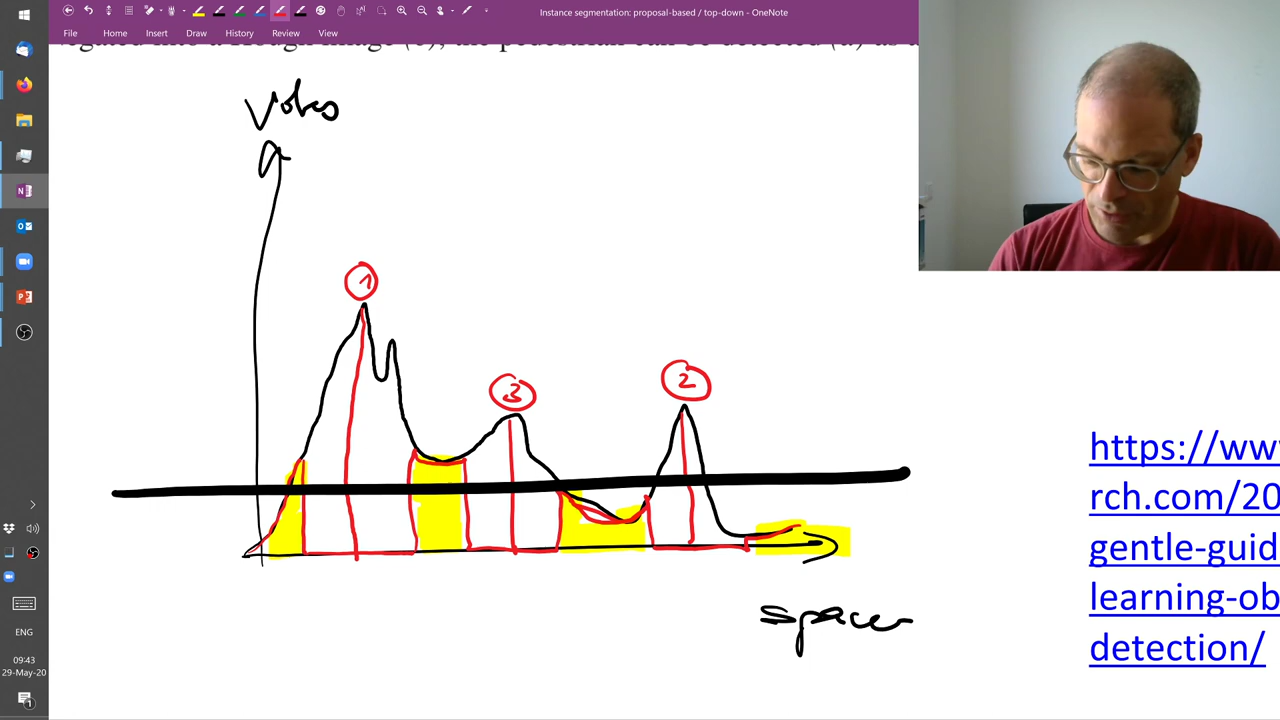 Instance segmentation: proposal-based / top-down - OneNote
File Home Insert Draw History Review View
votes
1
3
2
space
https://ww
rch.com/20
gentle-guid
learning-ob
detection/
ENG
09:43
29-May-20